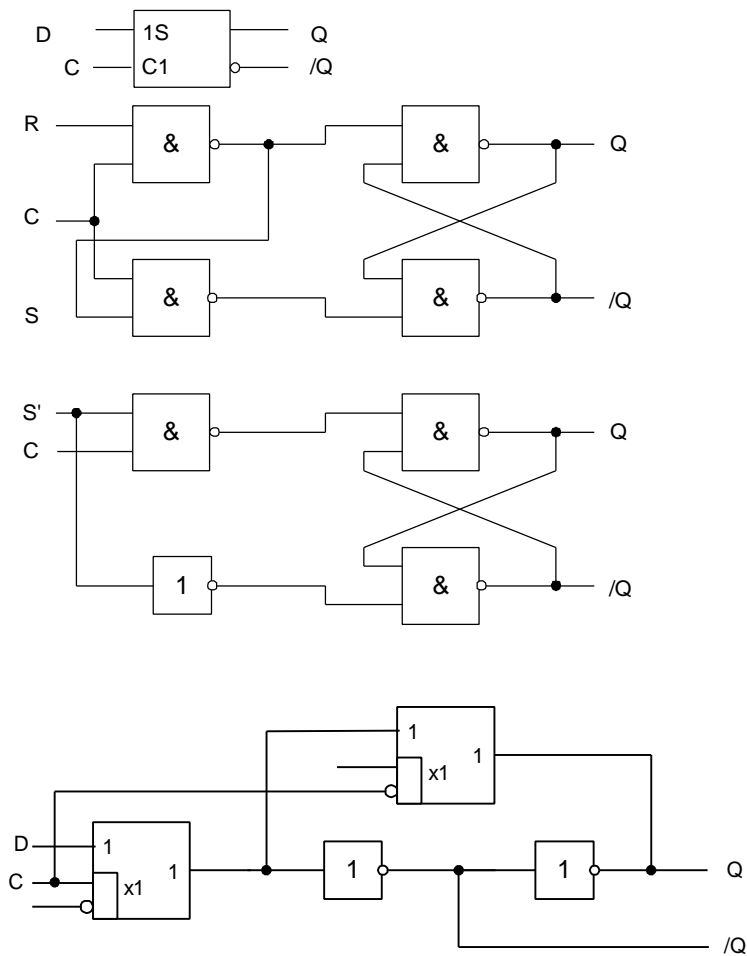 D 1S Q
C C1 /Q
R & & Q
C
S & & /Q
S' & & Q
C
1 & /Q
1 1
x1
D 1
C x1 1 1 1 Q
/Q